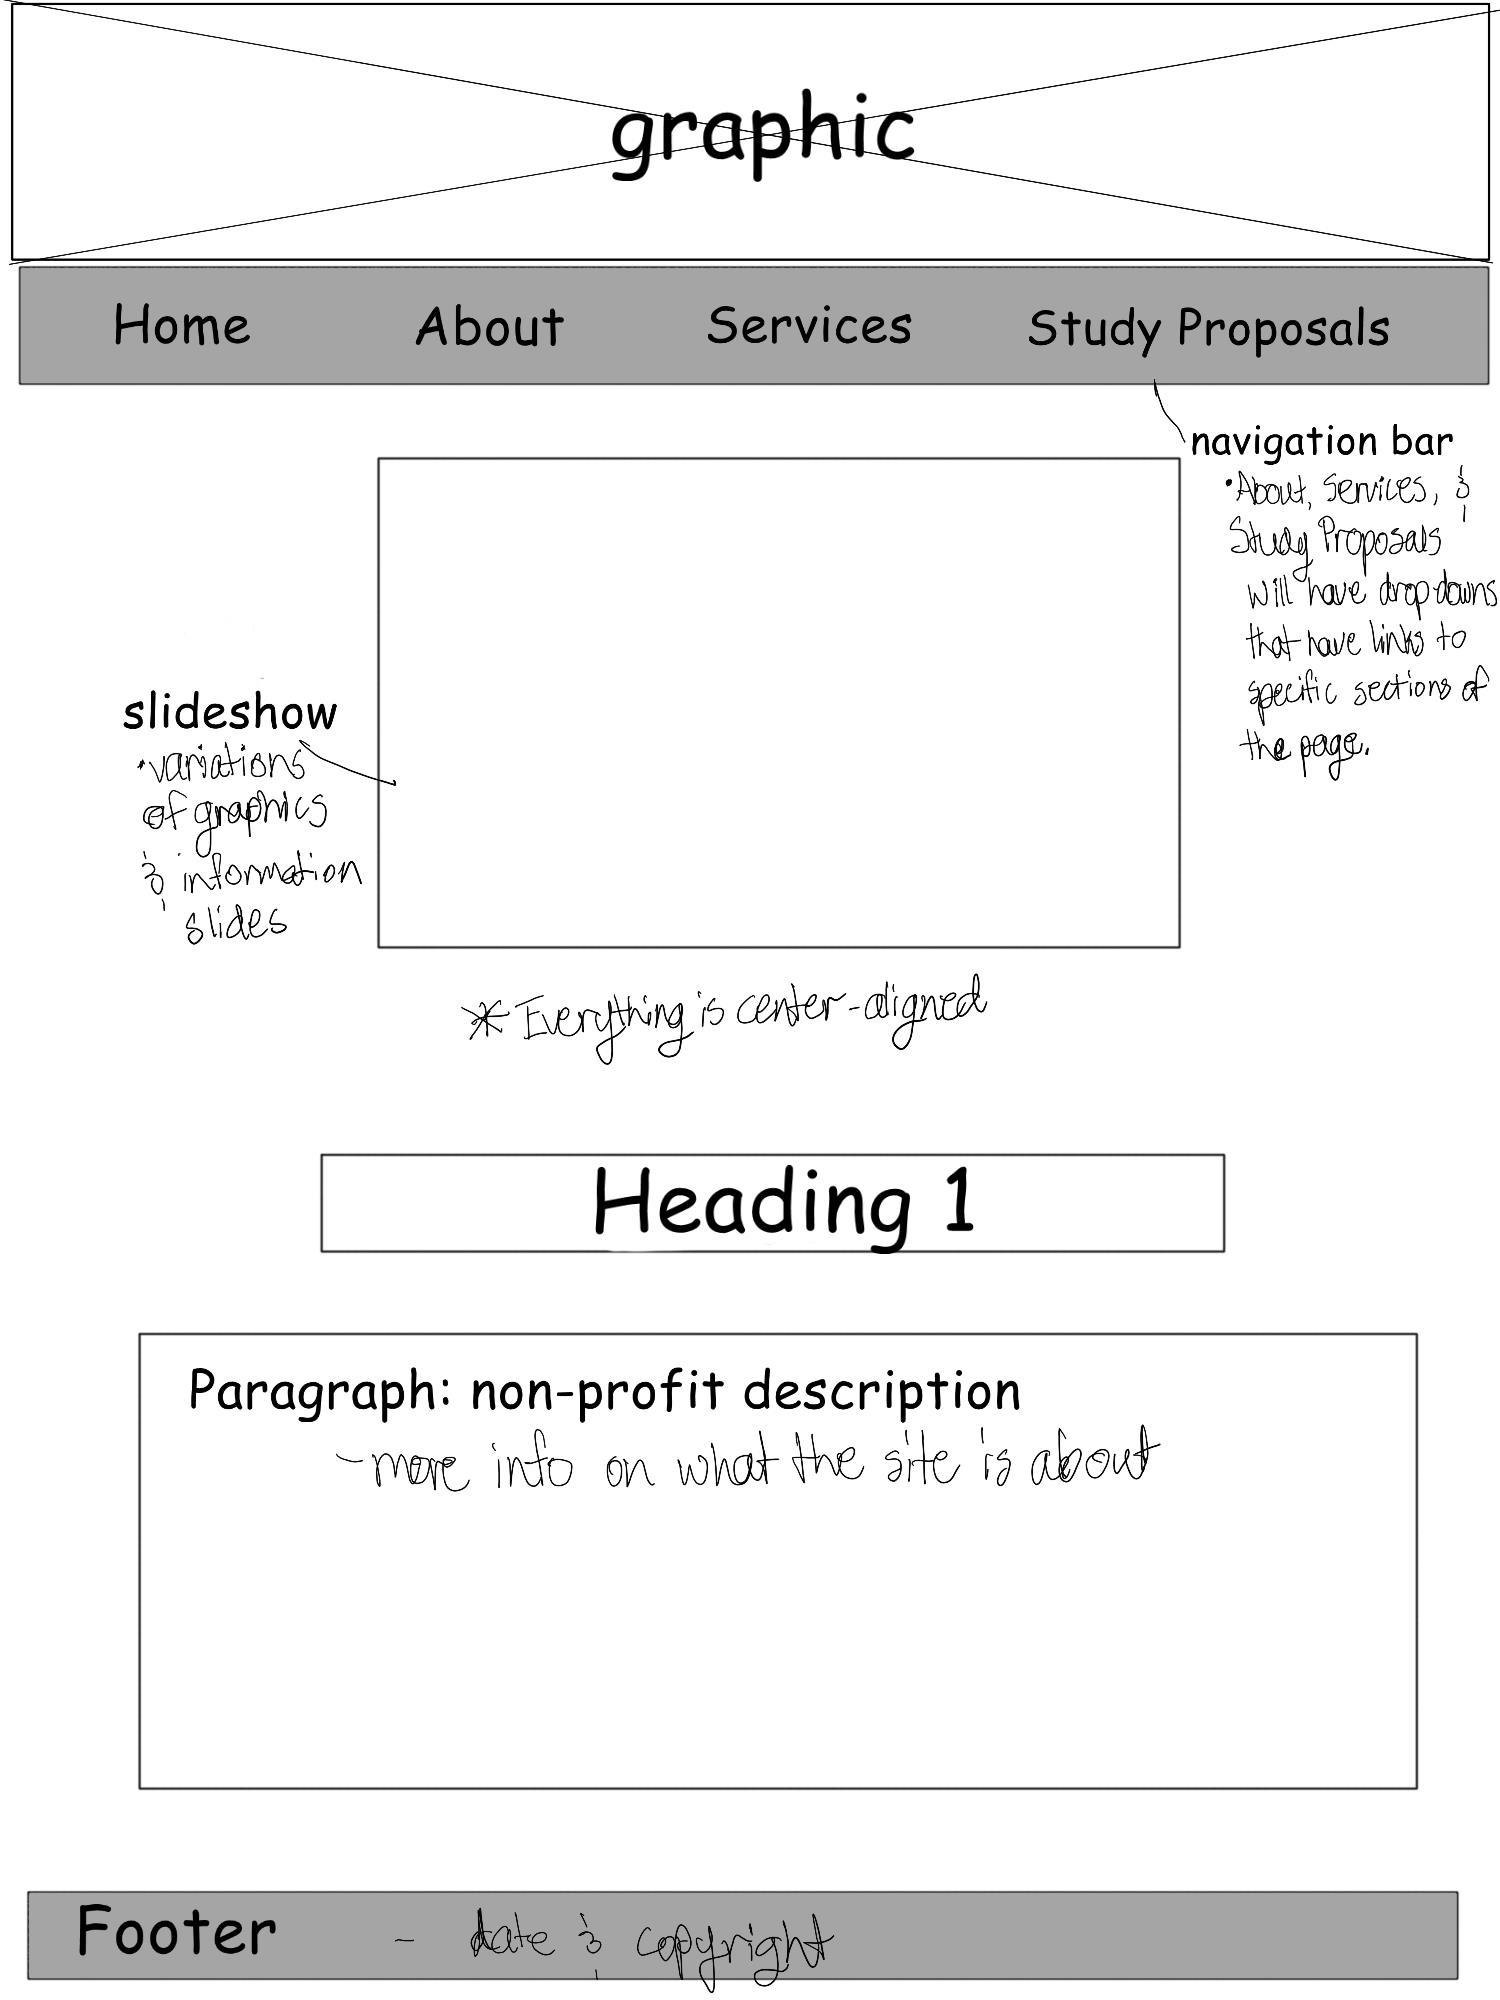 graphic
Home About Services Study Proposals
navigation bar
•About, Services, &
Study Proposals
will have dropdowns
that have links to
specific sections of
the page.
slideshow
•variations
of graphics
& information
slides
*Everything is center-aligned
Heading 1
Paragraph: non-profit description
-more info on what the site is about
Footer - date & copyright